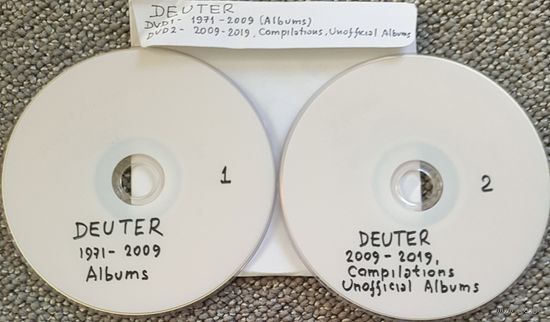 DEUTER
DVD1- 1971-2009 (Albums)
DVD2- 2009-2019, Compilations, Unofficial Albums
1
DEUTER
1971-2009
Albums
2
DEUTER
2009-2019,
Compilations
Unofficial Albums